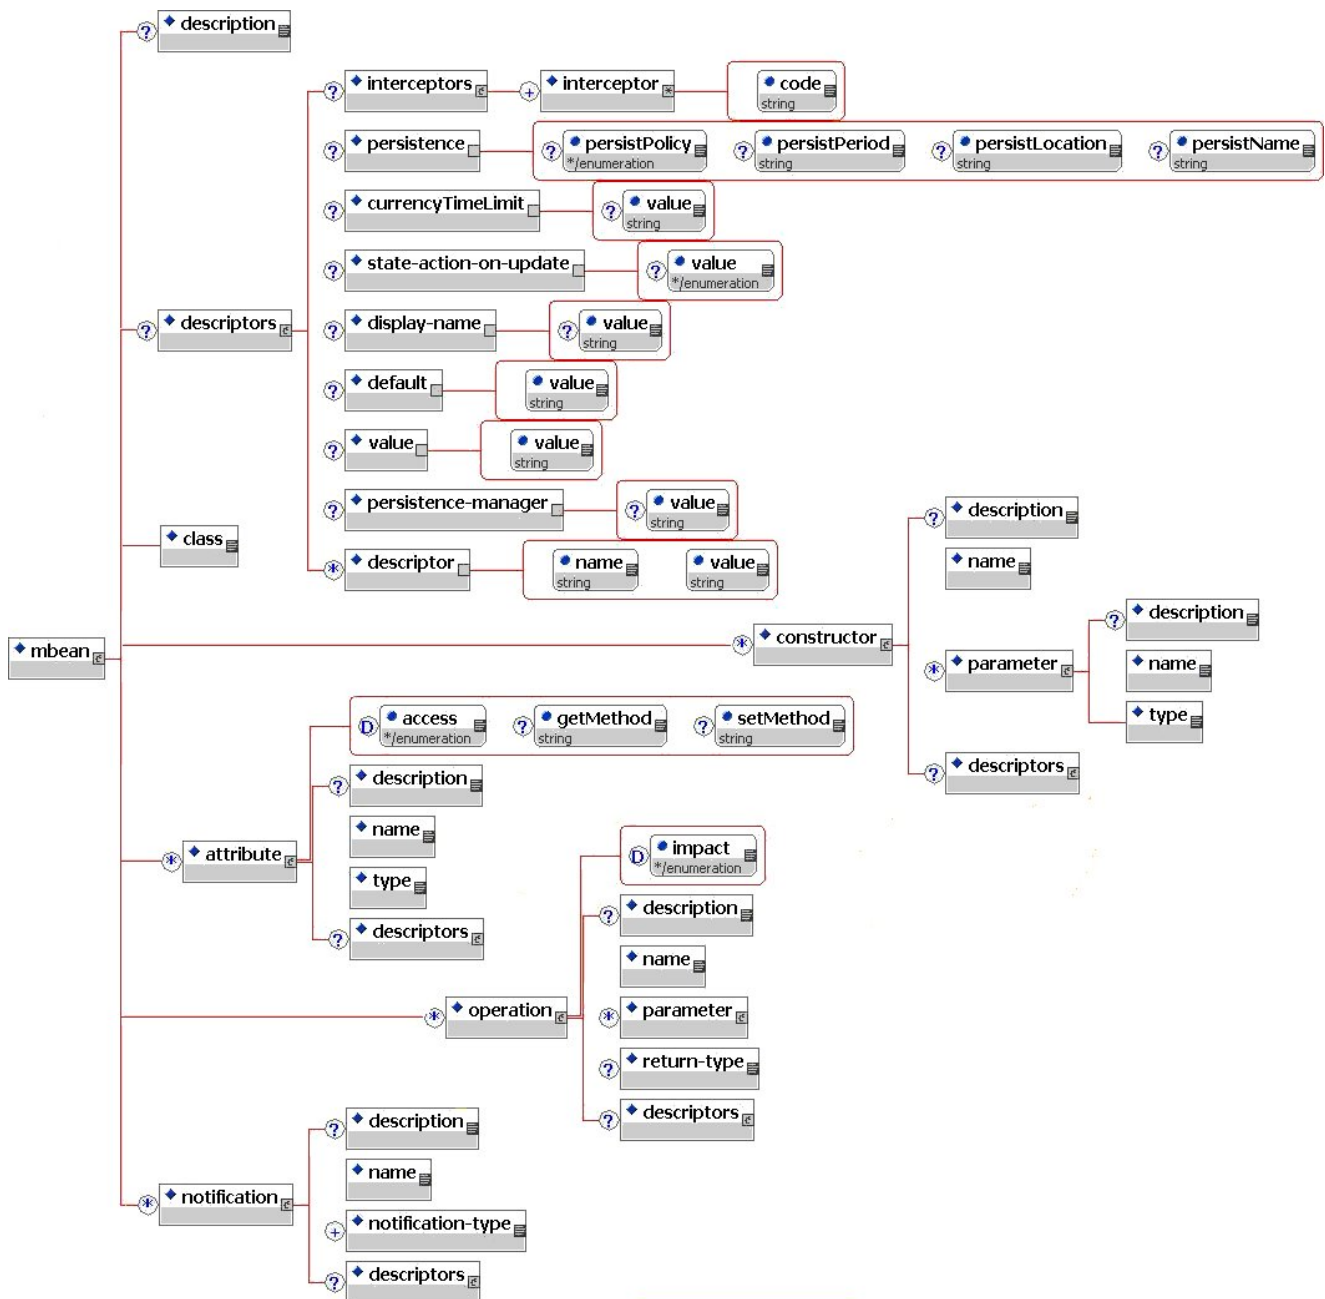 description
interceptors
interceptor
code
string
persistence
persistPolicy
*/enumeration
persistPeriod
string
persistLocation
string
persistName
string
currencyTimeLimit
value
string
state-action-on-update
value
*/enumeration
descriptors
display-name
value
string
default
value
string
value
value
string
persistence-manager
value
string
class
descriptor
name
string
value
string
mbean
constructor
description
name
parameter
description
name
type
descriptors
access
*/enumeration
getMethod
string
setMethod
string
attribute
description
name
type
descriptors
operation
impact
*/enumeration
description
name
parameter
return-type
descriptors
notification
description
name
notification-type
descriptors